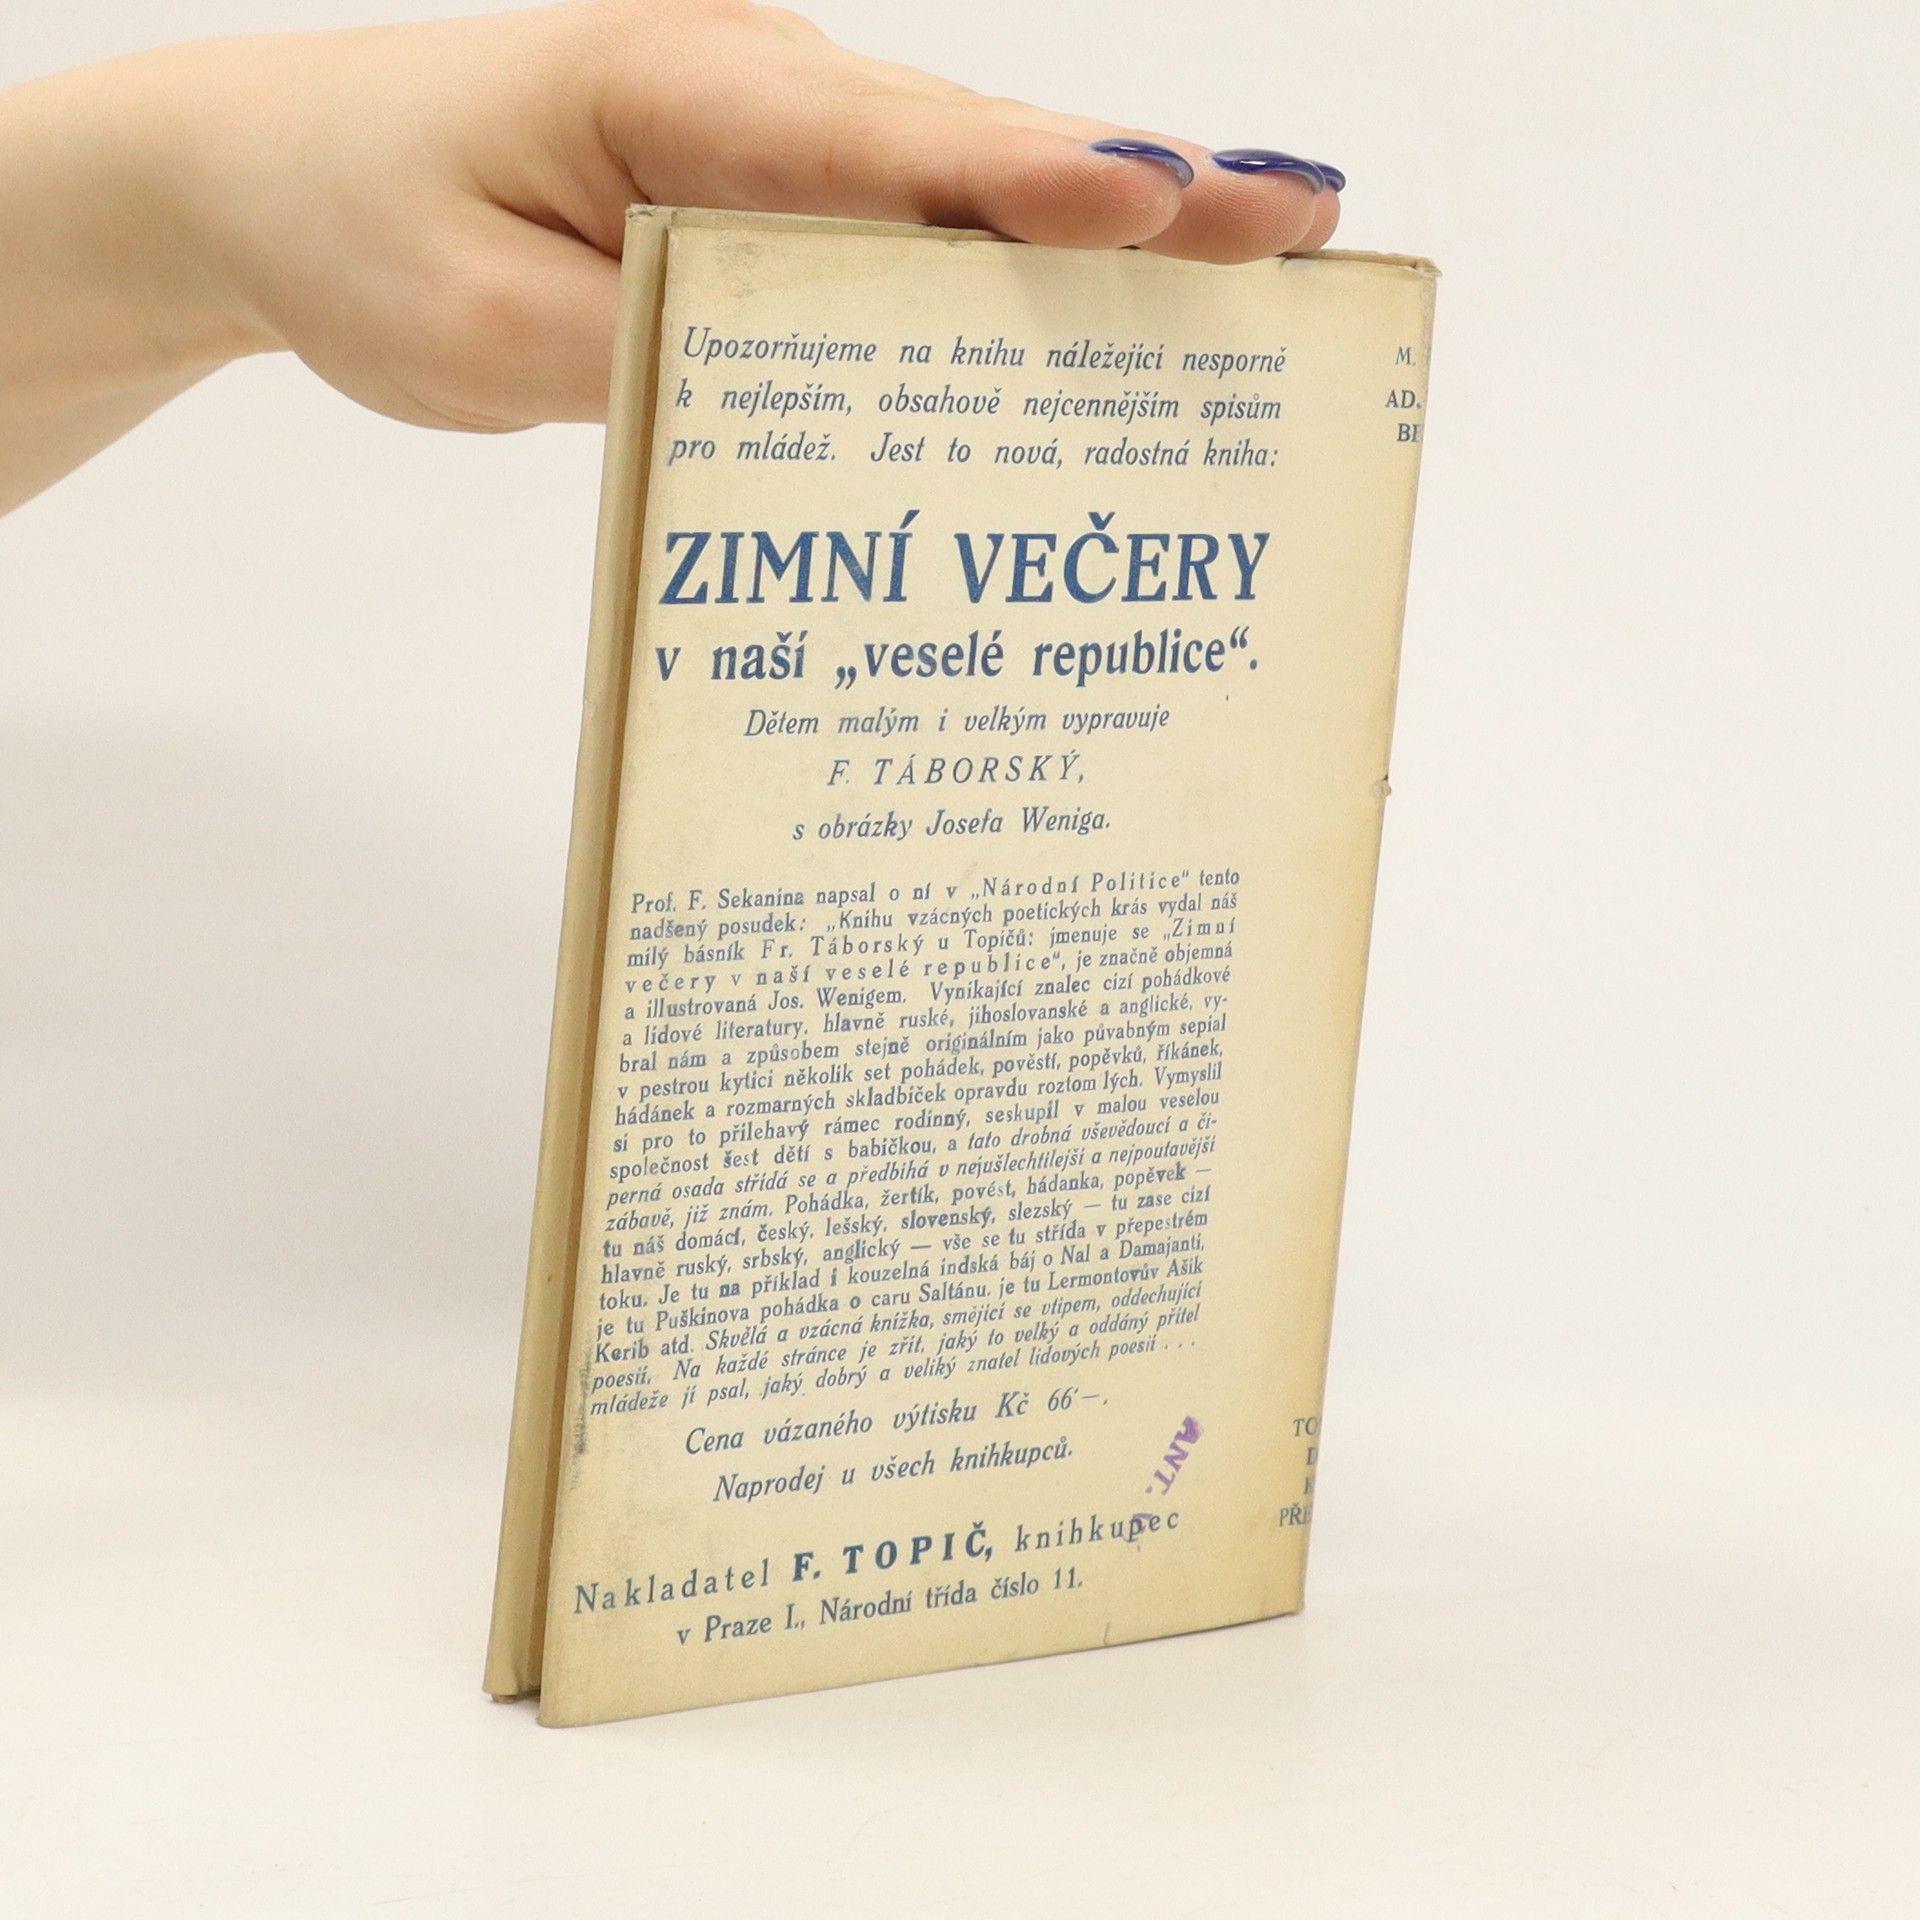 Upozorňujeme na knihu náležející nesporně
k nejlepším, obsahově nejcennějším spisům
pro mládež. Jest to nová, radostná kniha:
ZIMNÍ VEČERY
v naší „veselé republice“.
Dětem malým i velkým vypravuje
F. TÁBORSKÝ,
s obrázky Josefa Weniga.
Prof. F. Sekanina napsal o ní v „Národní Politice“ tento
nadšený posudek: „Knihu vzácných poetických krás vydal náš
milý básník Fr. Táborský u Topičů: jmenuje se „Zimní
večery v naší veselé republice“, je značně objemná
a illustrovaná Jos. Wenigem. Vynikající znalec cizí pohádkové
a lidové literatury, hlavně ruské, jihoslovanské a anglické, vy-
bral nám a způsobem stejně originálním jako půvabným sepial
v pestrou kytici několik set pohádek, pověstí, popěvků, říkánek,
hádánek a rozmarných skladbiček opravdu roztom lých. Vymyslil
si pro to přilehavý rámec rodinný, seskupil v malou veselou
společnost šest dětí s babičkou, a tato drobná vševědoucí a či-
perná osada střídá se a předbíhá v nejušlechtilejší a nejpoutavější
zábavě, již znám. Pohádka, žertík, pověst, hádanka, popěvek —
tu náš domácí, český, lešský, slovenský, slezský — tu zase cizí
hlavně ruský, srbský, anglický — vše se tu střída v přepestrém
toku. Je tu na příklad i kouzelná indská báj o Nal a Damajanti,
je tu Puškinova pohádka o caru Saltánu, je tu Lermontovův Ašik
Kerib atd. Skvělá a vzácná knížka, smějící se vtipem, oddechující
poesií. Na každé stránce je zřít, jaký to velký a oddáný přítel
mládeže ji psal, jaký dobrý a veliký znatel lidových poesií . . .
Cena vázaného výtisku Kč 66'—.
Naprodej u všech knihkupců.
ANT.
Nakladatel F. TOPIČ, knihkupec
v Praze I., Národní třída číslo 11.
M.
AD.
BE
TO
PŘE